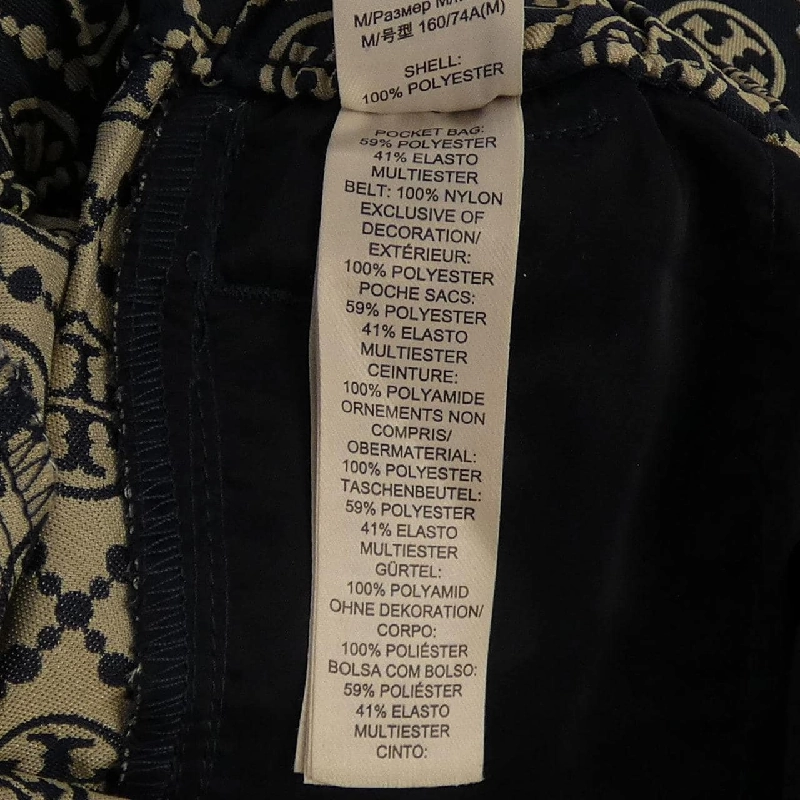 M/Размер M/
M/号型 160/74A(M)
SHELL:
100% POLYESTER
POCKET BAG:
59% POLYESTER
41% ELASTO
MULTIESTER
BELT: 100% NYLON
EXCLUSIVE OF
DECORATION/
EXTÉRIEUR:
100% POLYESTER
POCHE SACS:
59% POLYESTER
41% ELASTO
MULTIESTER
CEINTURE:
100% POLYAMIDE
ORNEMENTS NON
COMPRIS/
OBERMATERIAL:
100% POLYESTER
TASCHENBEUTEL:
59% POLYESTER
41% ELASTO
MULTIESTER
GÜRTEL:
100% POLYAMID
OHNE DEKORATION/
CORPO:
100% POLIÉSTER
BOLSA COM BOLSO:
59% POLIÉSTER
41% ELASTO
MULTIESTER
CINTO: